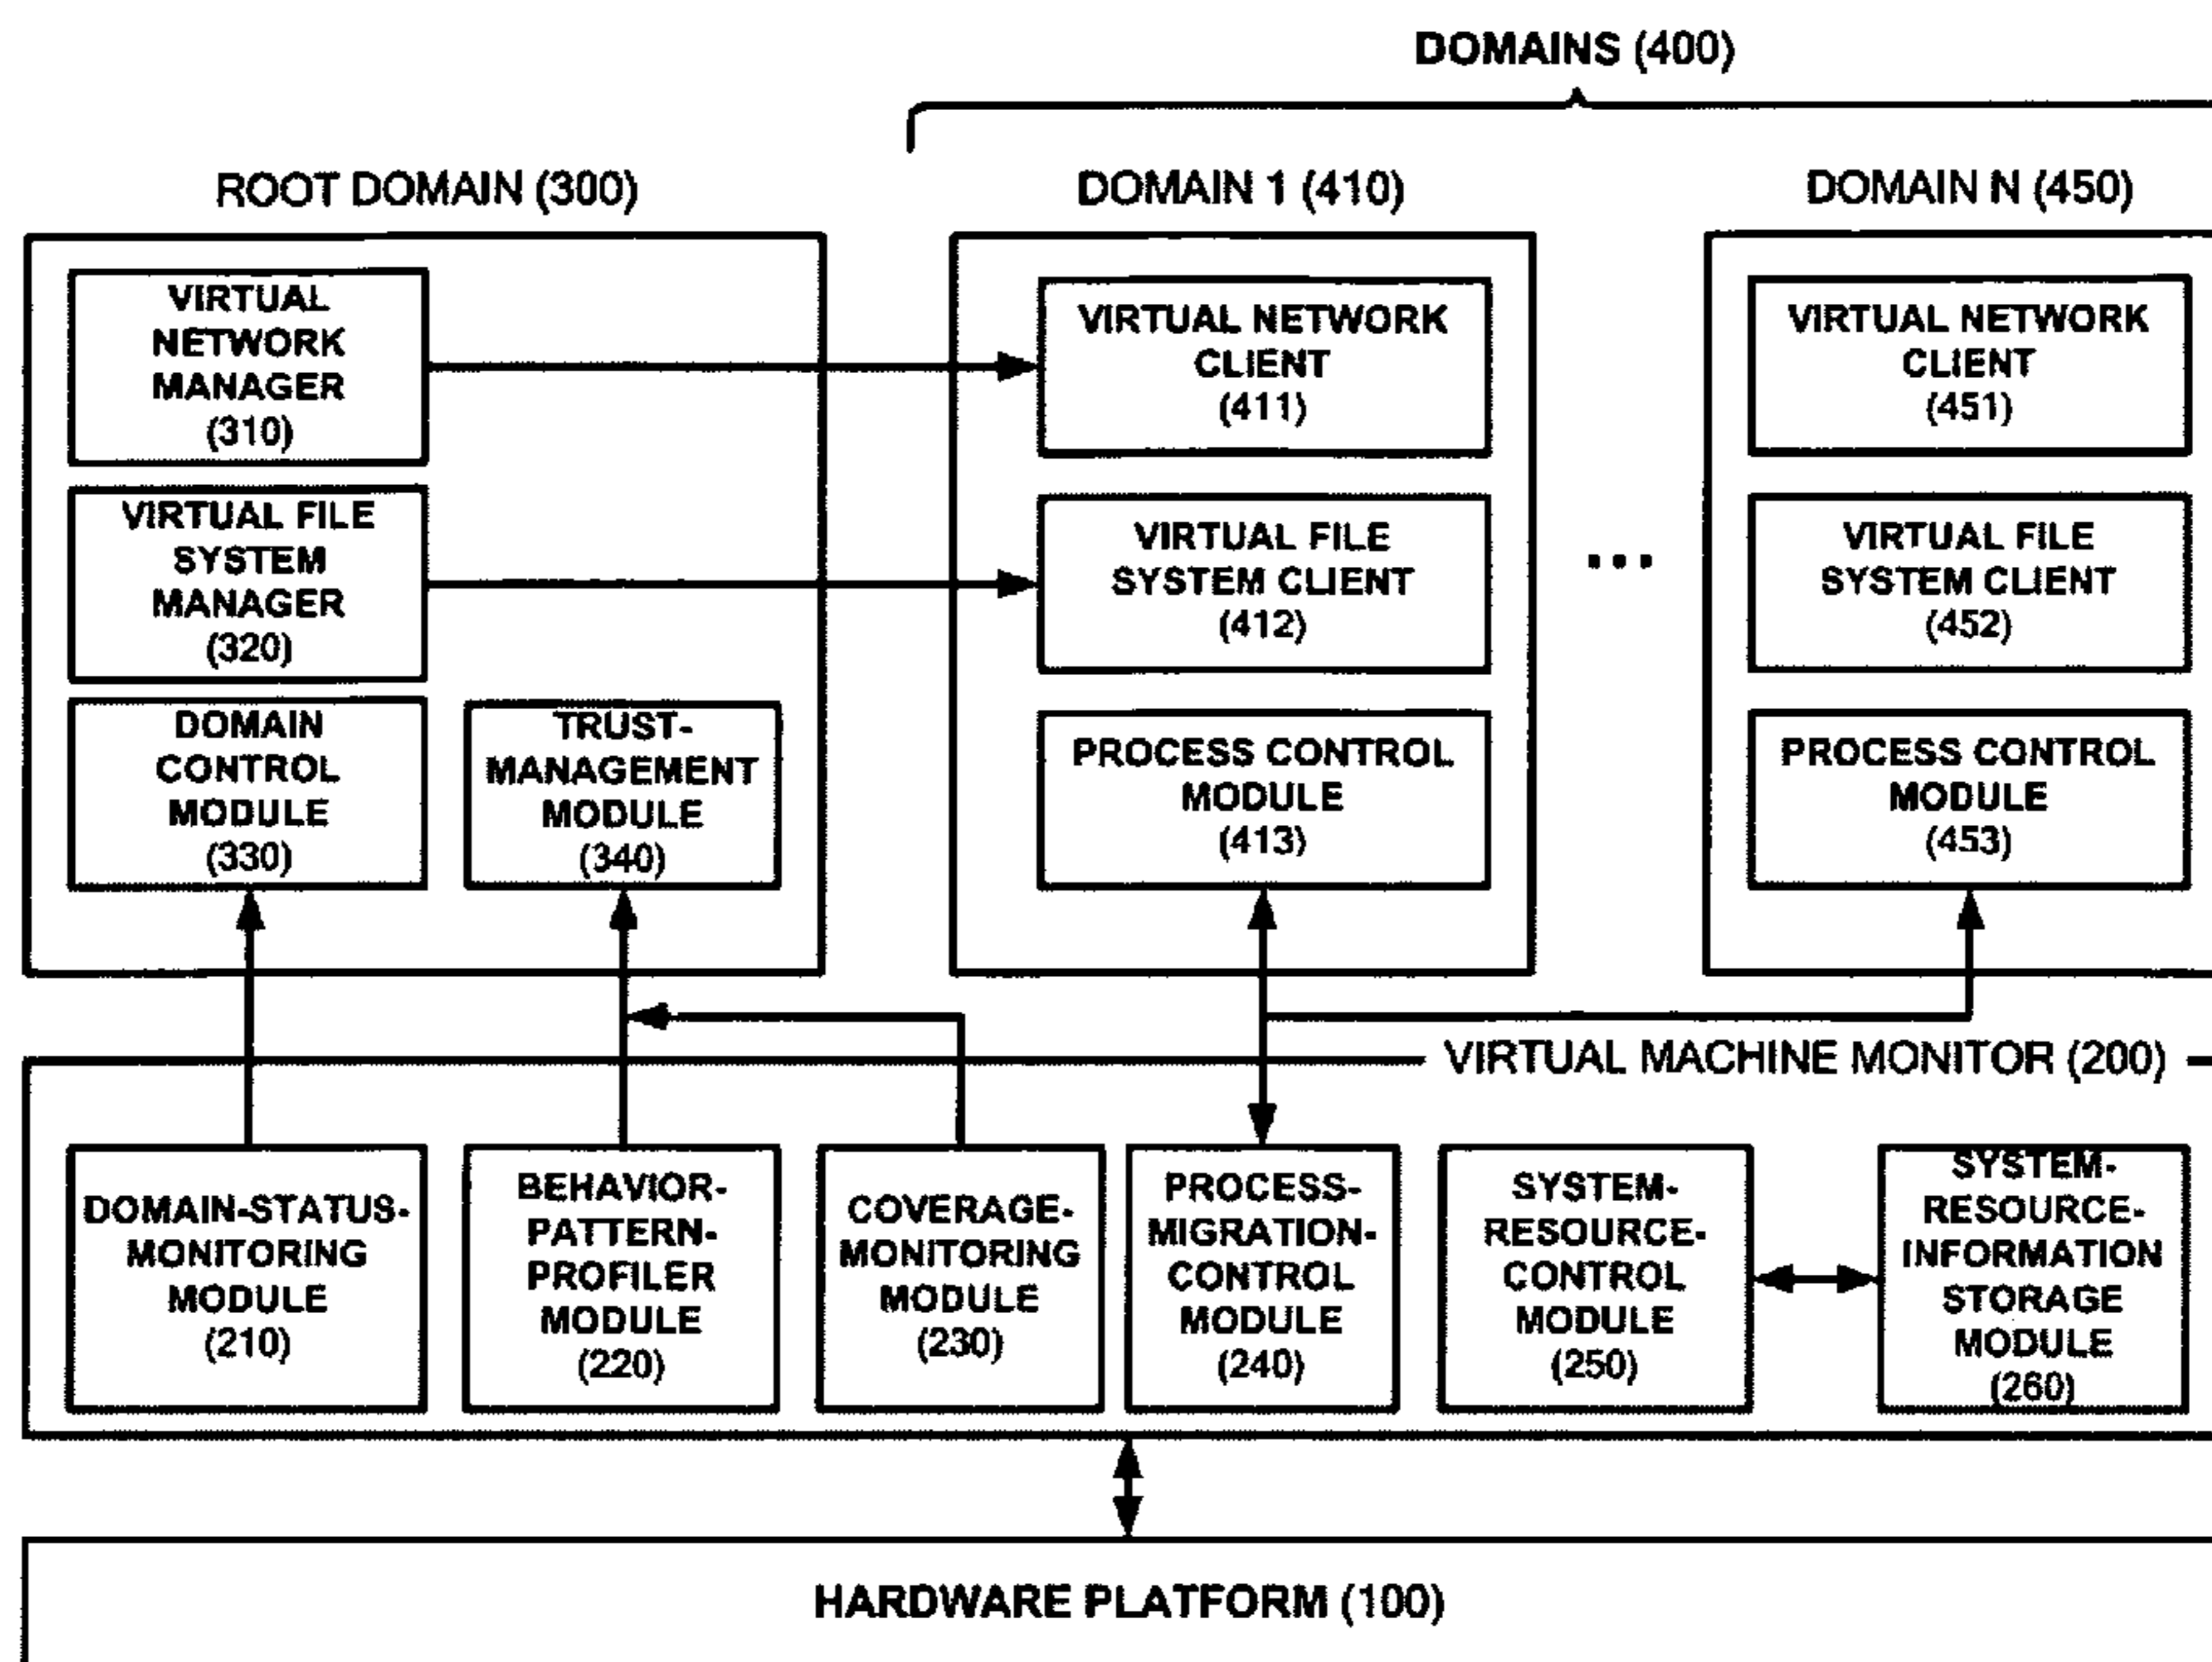 DOMAINS (400)
ROOT DOMAIN (300)
DOMAIN 1 (410)
DOMAIN N (450)
VIRTUAL
NETWORK
MANAGER
(310)
VIRTUAL FILE
SYSTEM
MANAGER
(320)
DOMAIN
CONTROL
MODULE
(330)
TRUST-
MANAGEMENT
MODULE
(340)
VIRTUAL NETWORK
CLIENT
(411)
VIRTUAL FILE
SYSTEM CLIENT
(412)
PROCESS CONTROL
MODULE
(413)
...
VIRTUAL NETWORK
CLIENT
(451)
VIRTUAL FILE
SYSTEM CLIENT
(452)
PROCESS CONTROL
MODULE
(453)
VIRTUAL MACHINE MONITOR (200)
DOMAIN-STATUS-
MONITORING
MODULE
(210)
BEHAVIOR-
PATTERN-
PROFILER
MODULE
(220)
COVERAGE-
MONITORING
MODULE
(230)
PROCESS-
MIGRATION-
CONTROL
MODULE
(240)
SYSTEM-
RESOURCE-
CONTROL
MODULE
(250)
SYSTEM-
RESOURCE-
INFORMATION
STORAGE
MODULE
(260)
HARDWARE PLATFORM (100)